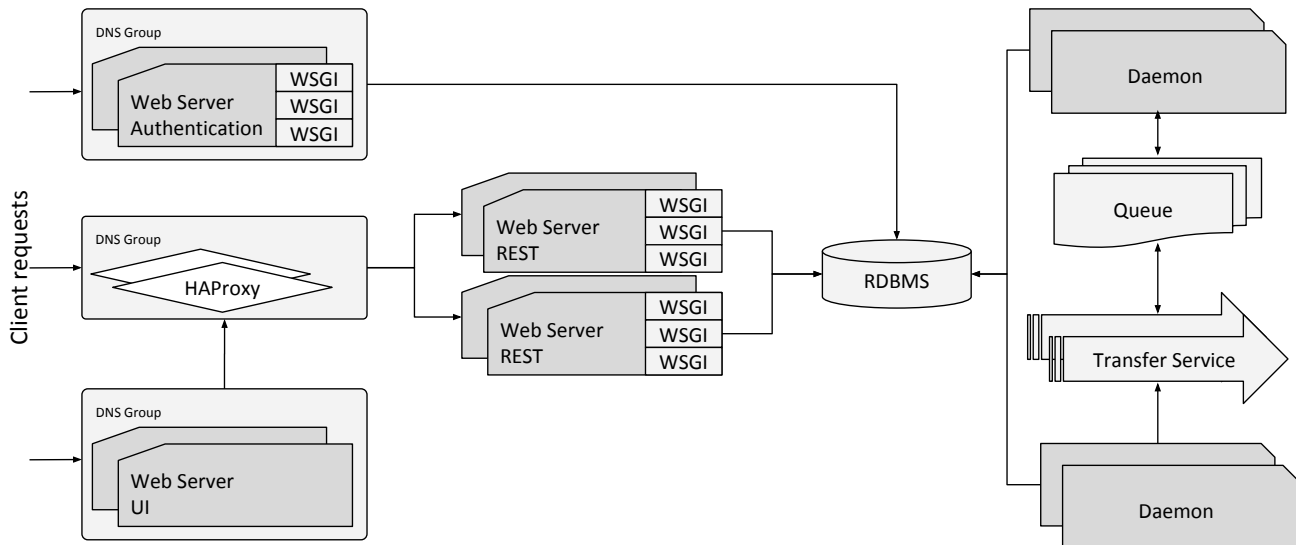 Client requests
DNS Group
Web Server
Authentication
WSGI
WSGI
WSGI
DNS Group
HAProxy
DNS Group
Web Server
UI
Web Server
REST
WSGI
WSGI
WSGI
Web Server
REST
WSGI
WSGI
WSGI
RDBMS
Daemon
Queue
Transfer Service
Daemon